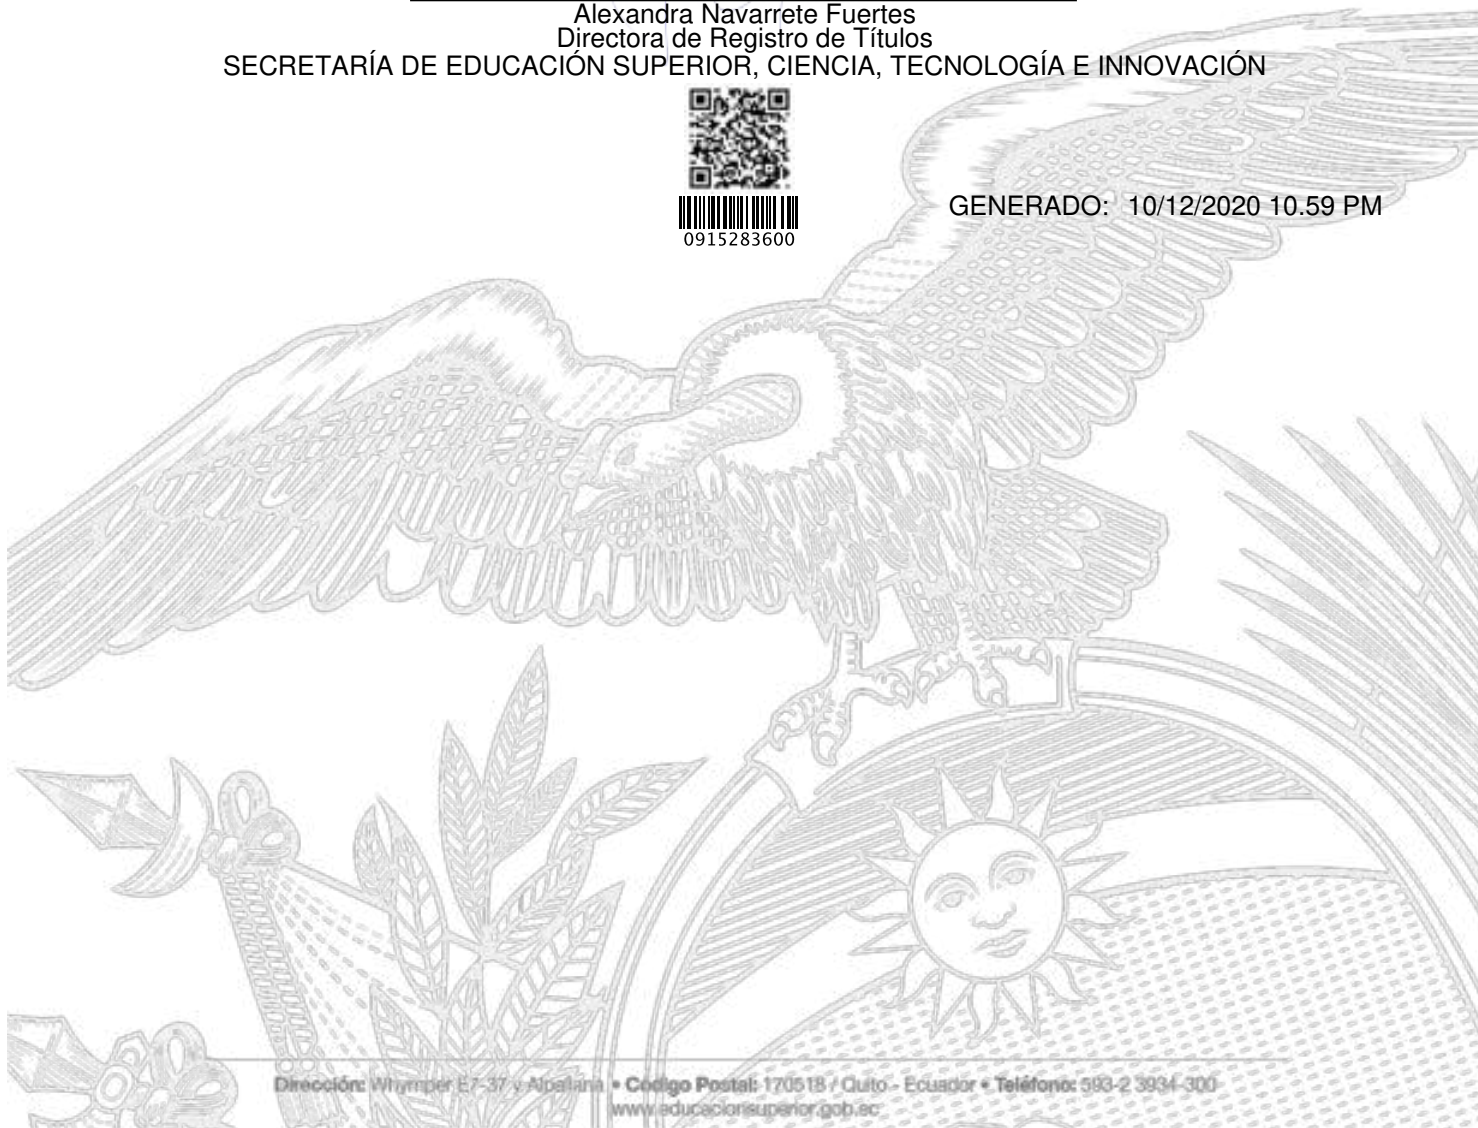 Alexandra Navarrete Fuertes
Directora de Registro de Títulos
SECRETARÍA DE EDUCACIÓN SUPERIOR, CIENCIA, TECNOLOGÍA E INNOVACIÓN
GENERADO: 10/12/2020 10.59 PM
0915283600
Dirección: Whymper E7-37 y Alpallana • Código Postal: 170518 / Quito - Ecuador • Teléfono: 593-2 3934-300
www.educacionsuperior.gob.ec